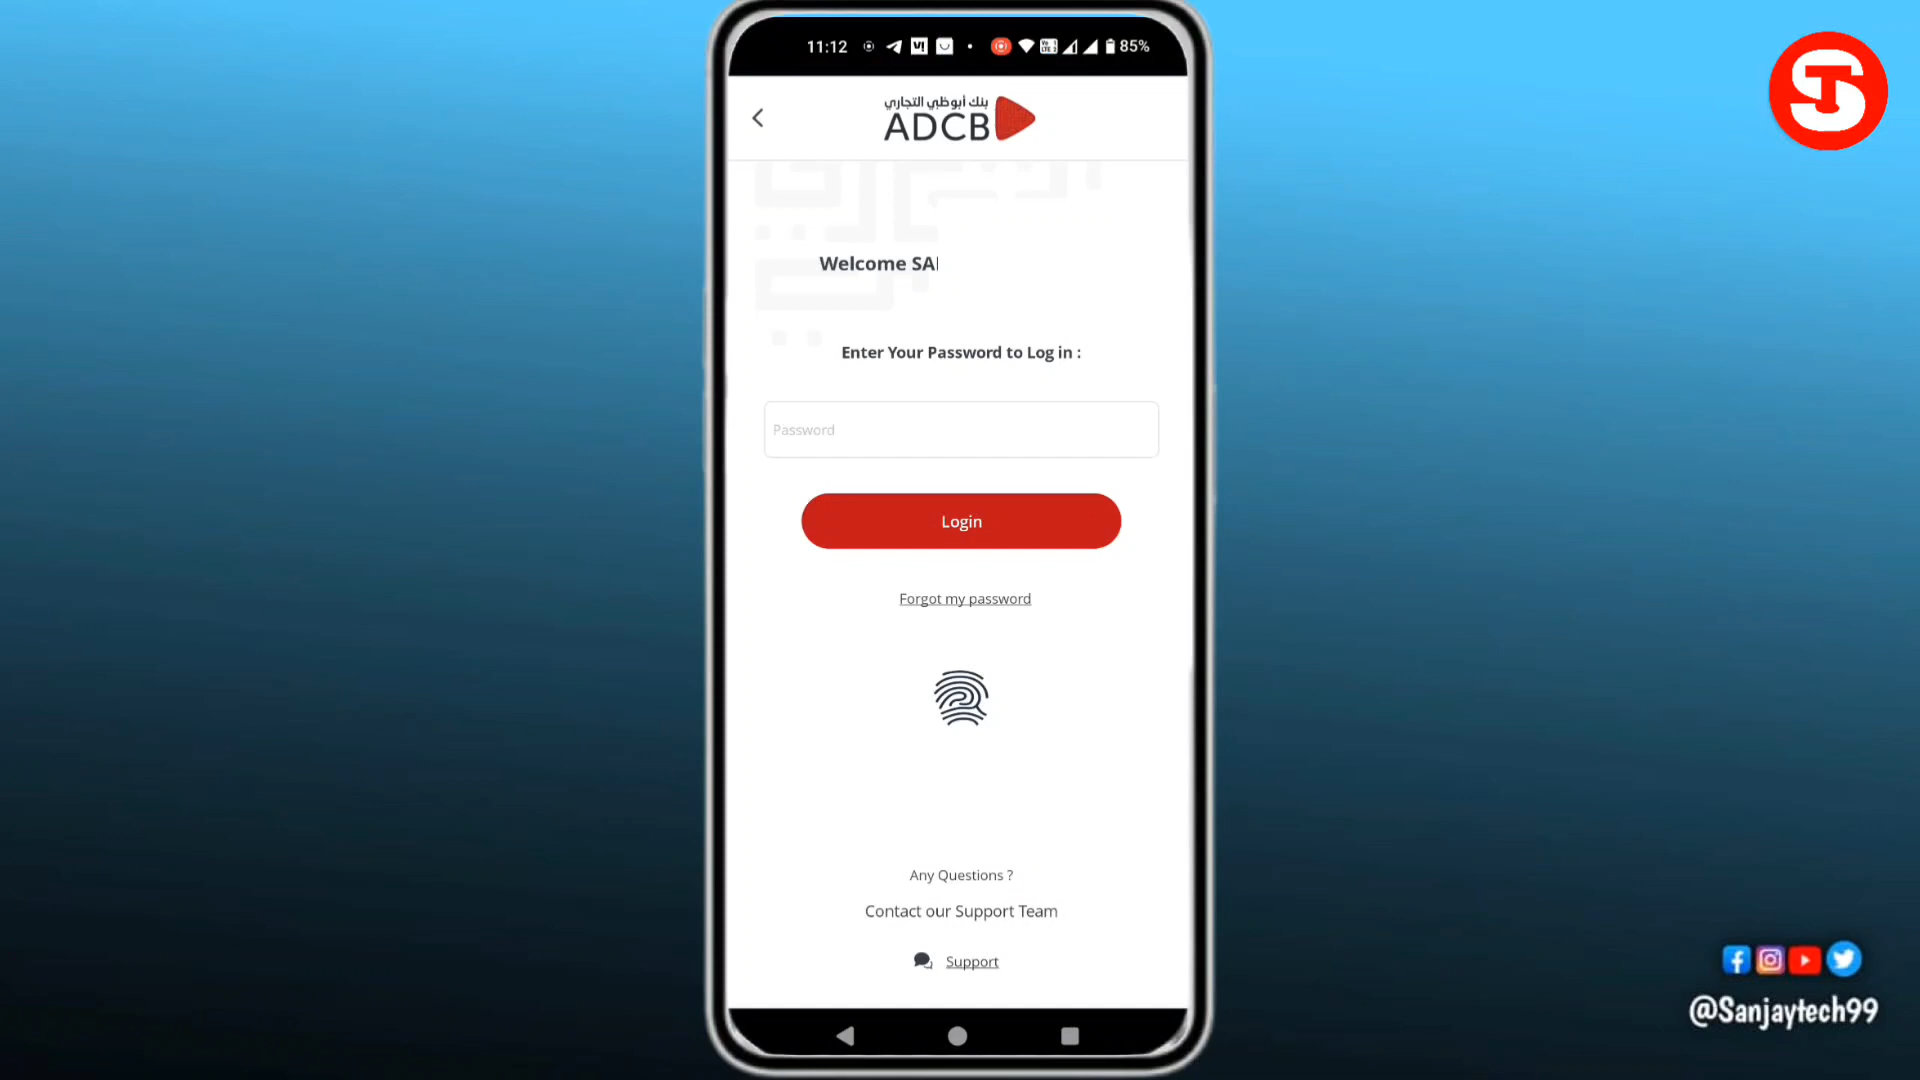 11:12
85%
بنك أبوظبي التجاري
ADCB
Welcome SA
Enter Your Password to Log in :
Password
Login
Forgot my password
Any Questions ?
Contact our Support Team
Support
@Sanjaytech99